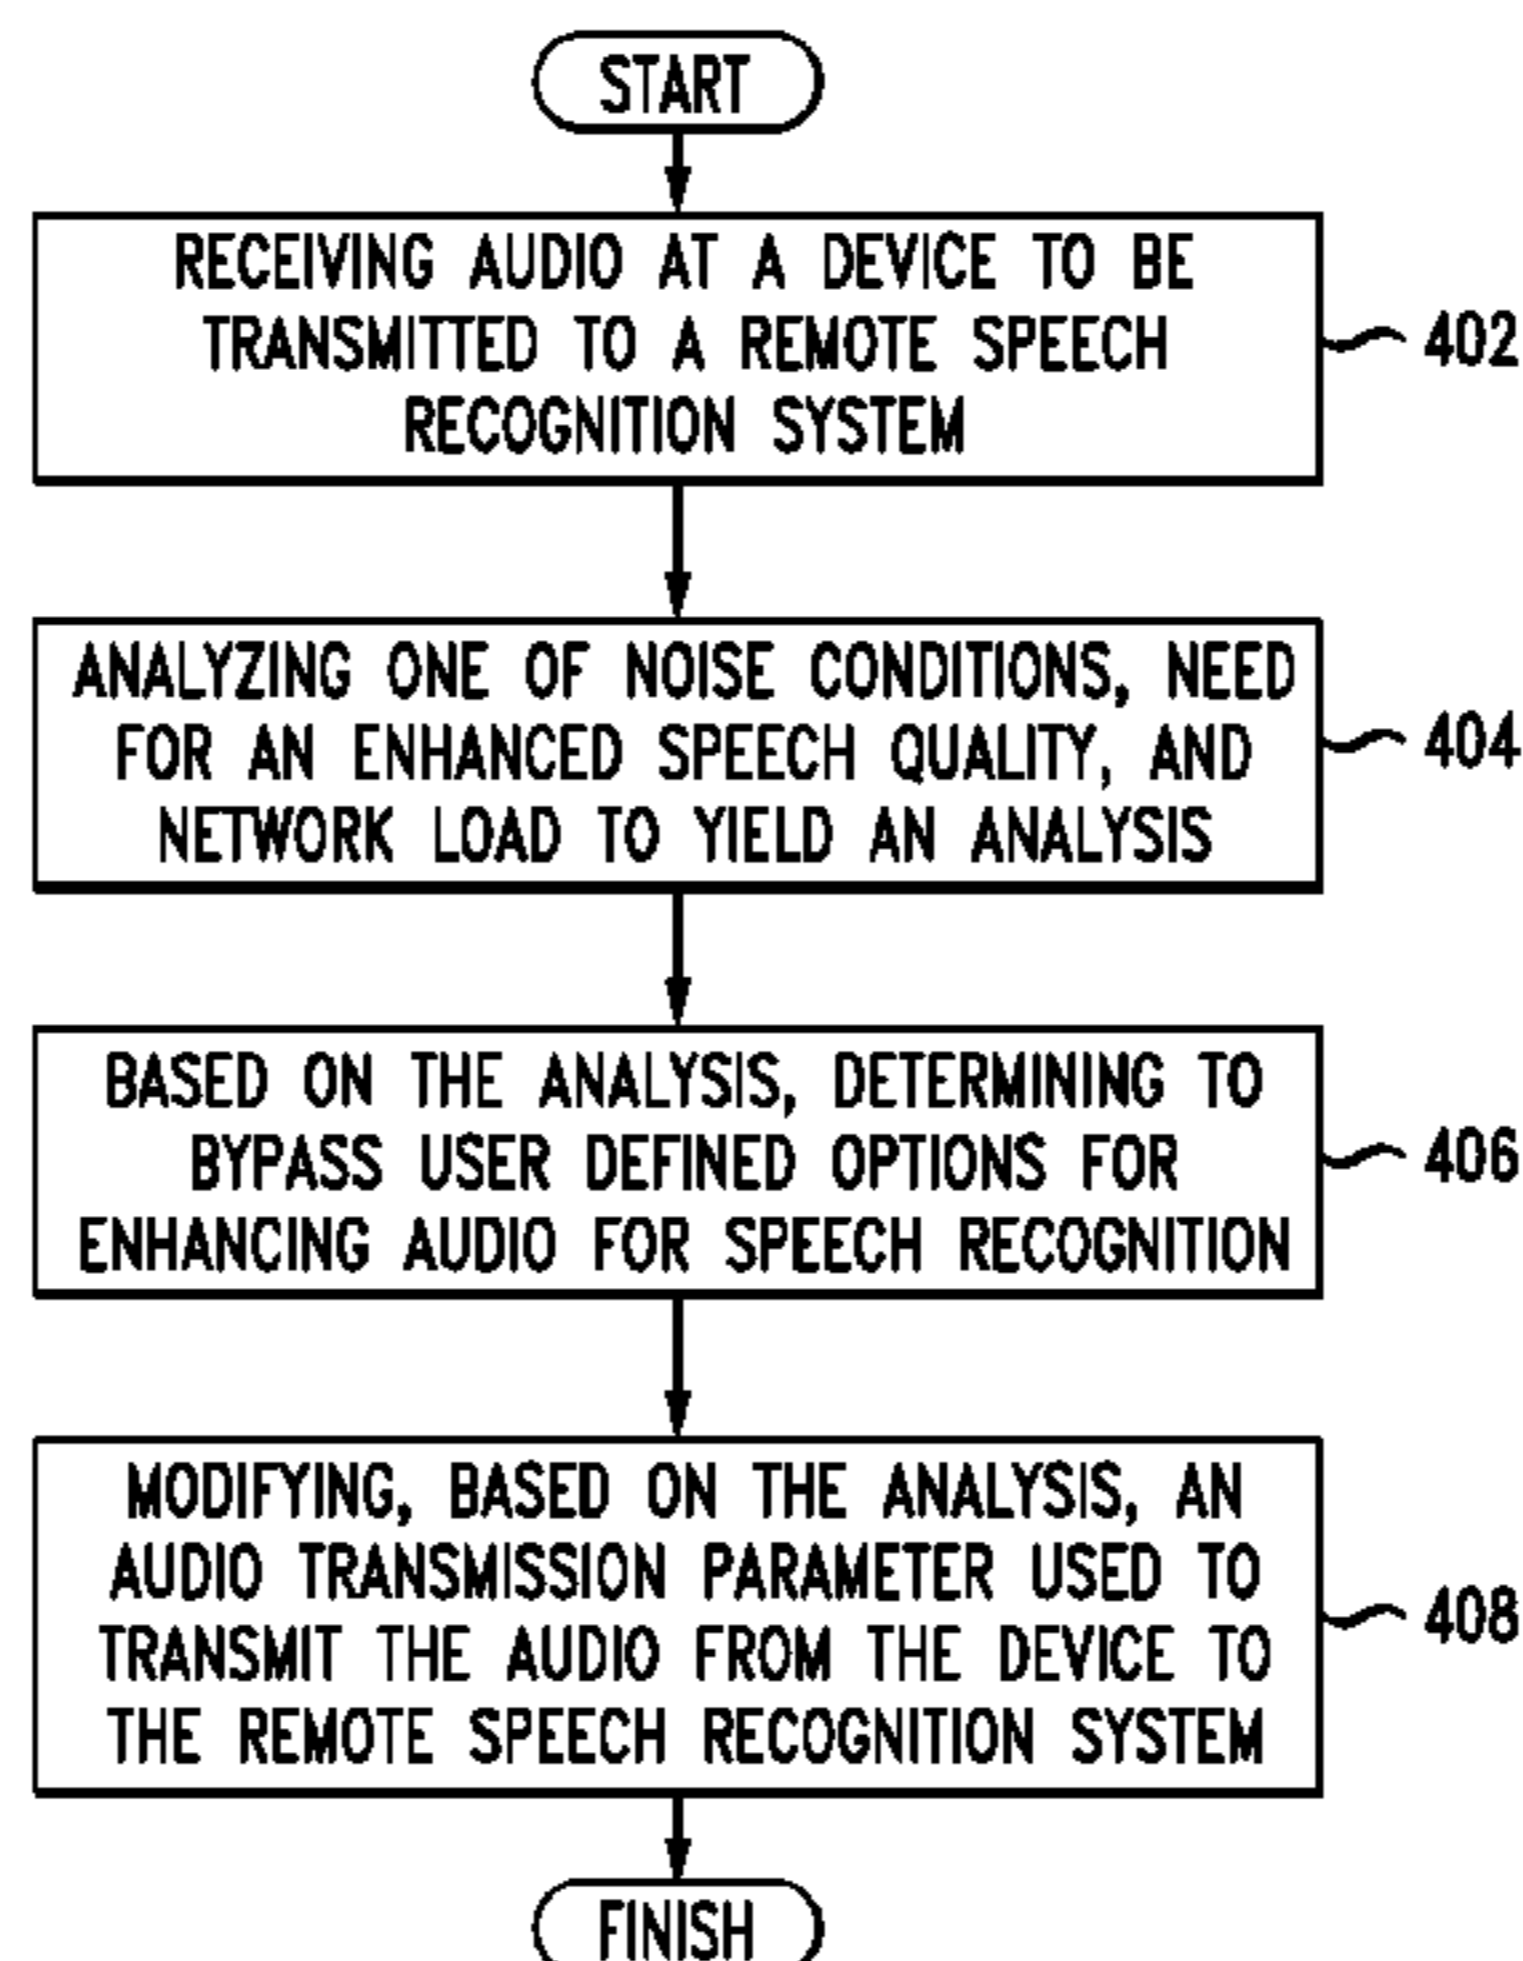 START
RECEIVING AUDIO AT A DEVICE TO BE
TRANSMITTED TO A REMOTE SPEECH
RECOGNITION SYSTEM
402
ANALYZING ONE OF NOISE CONDITIONS, NEED
FOR AN ENHANCED SPEECH QUALITY, AND
NETWORK LOAD TO YIELD AN ANALYSIS
404
BASED ON THE ANALYSIS, DETERMINING TO
BYPASS USER DEFINED OPTIONS FOR
ENHANCING AUDIO FOR SPEECH RECOGNITION
406
MODIFYING, BASED ON THE ANALYSIS, AN
AUDIO TRANSMISSION PARAMETER USED TO
TRANSMIT THE AUDIO FROM THE DEVICE TO
THE REMOTE SPEECH RECOGNITION SYSTEM
408
FINISH